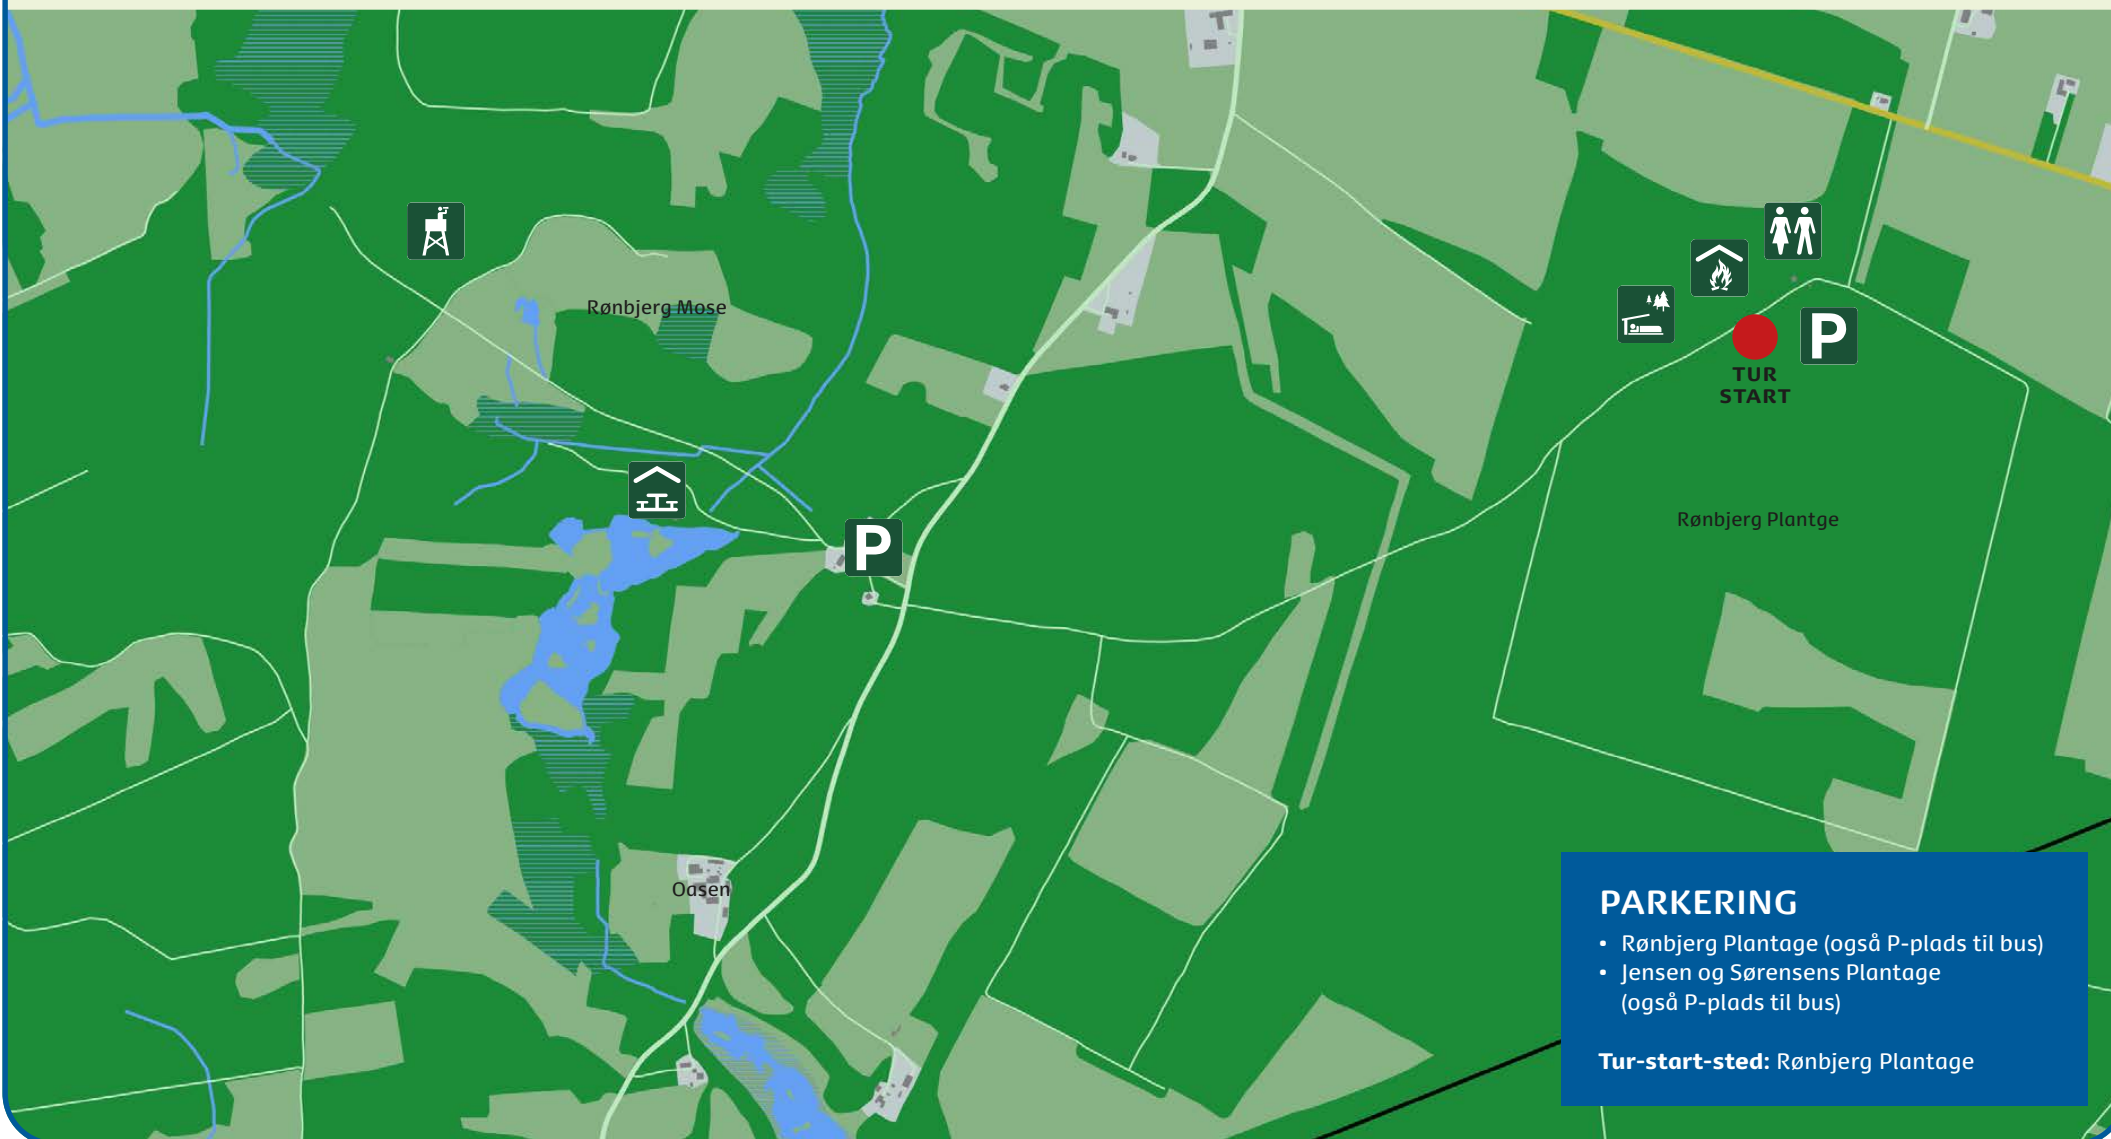 Rønbjerg Mose
P
TUR
START
Rønbjerg Plantge
P
Oasen
PARKERING
• Rønbjerg Plantage (også P-plads til bus)
• Jensen og Sørensens Plantage
(også P-plads til bus)
Tur-start-sted: Rønbjerg Plantage